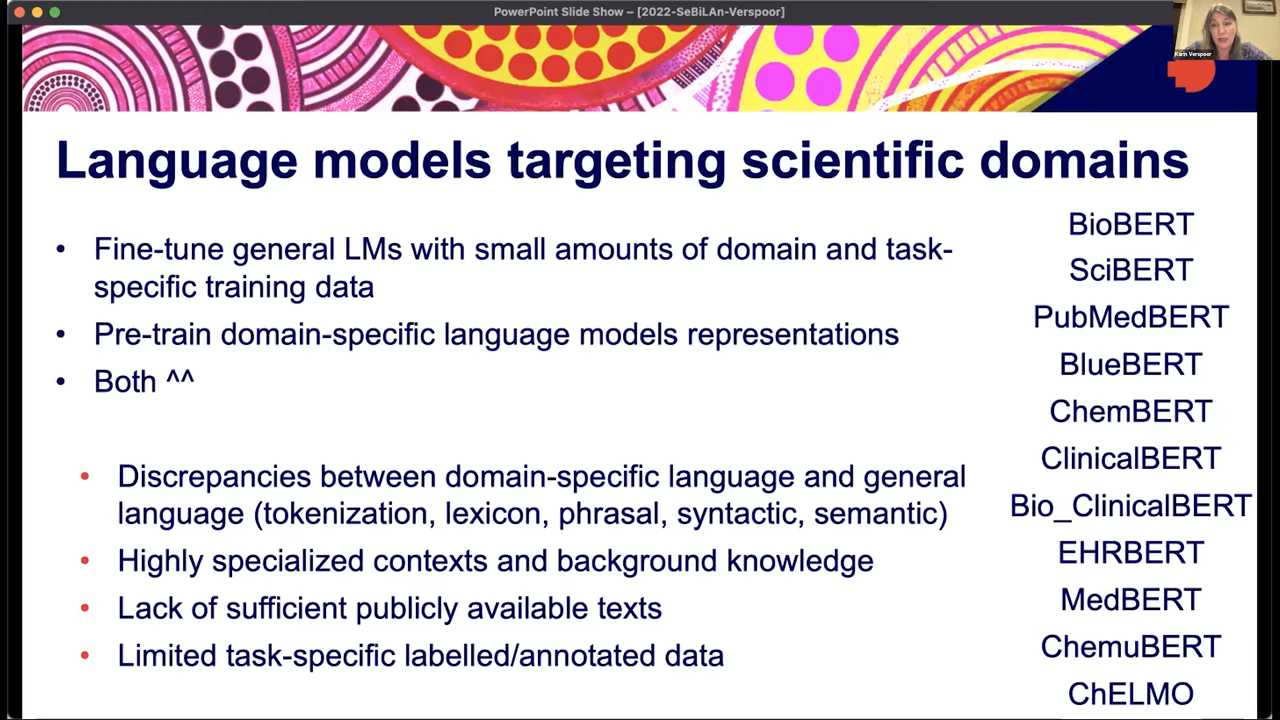 PowerPoint Slide Show – [2022-SeBiLAn-Verspoor]
Karin Verspoor
Language models targeting scientific domains
• Fine-tune general LMs with small amounts of domain and task-
specific training data
• Pre-train domain-specific language models representations
• Both ^^
• Discrepancies between domain-specific language and general
language (tokenization, lexicon, phrasal, syntactic, semantic)
• Highly specialized contexts and background knowledge
• Lack of sufficient publicly available texts
• Limited task-specific labelled/annotated data
BioBERT
SciBERT
PubMedBERT
BlueBERT
ChemBERT
ClinicalBERT
Bio_ClinicalBERT
EHRBERT
MedBERT
ChemuBERT
ChELMO